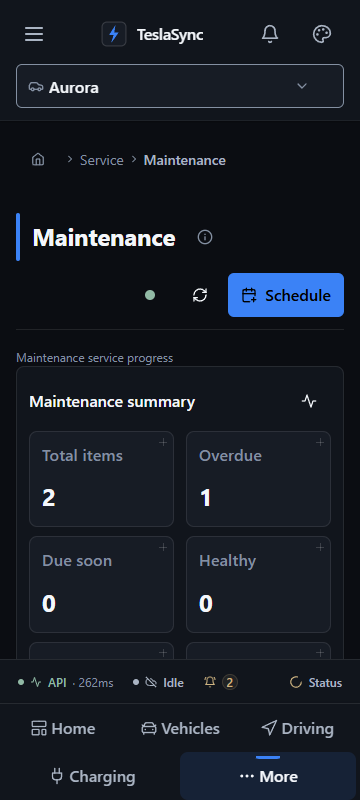 TeslaSync
Aurora
Service
Maintenance
Maintenance
Schedule
Maintenance service progress
Maintenance summary
Total items
Overdue
2
1
Due soon
Healthy
0
0
API · 262ms
Idle
2
Status
Home
Vehicles
Driving
Charging
More